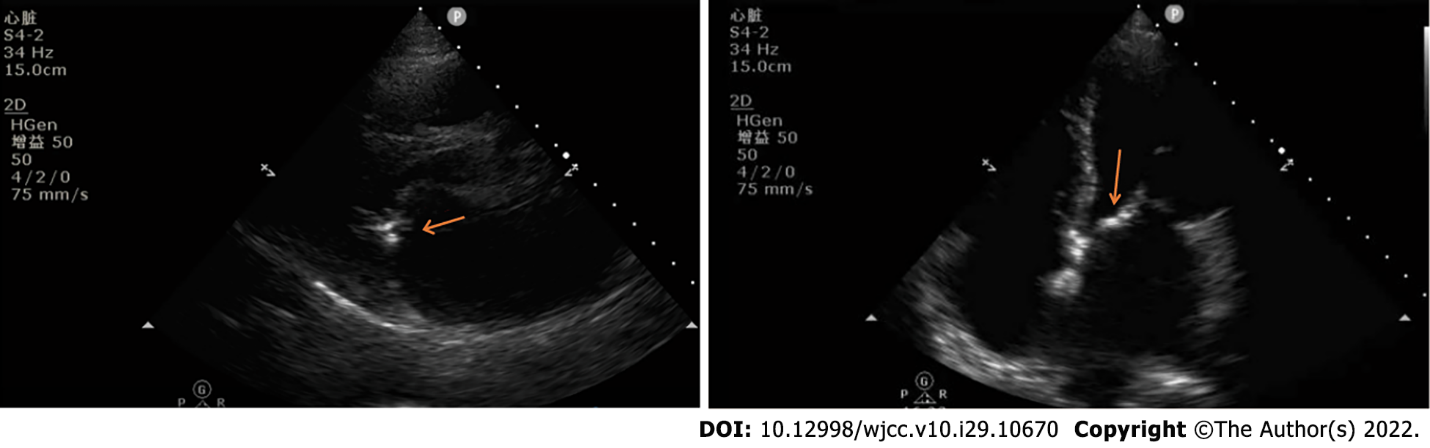 心脏
S4-2
34 Hz
15.0cm
2D
HGen
增益 50
50
4/2/0
75 mm/s
P
G
P R
心脏
S4-2
34 Hz
15.0cm
2D
HGen
增益 50
50
4/2/0
75 mm/s
P
G
P R
DOI: 10.12998/wjcc.v10.i29.10670 Copyright ©The Author(s) 2022.